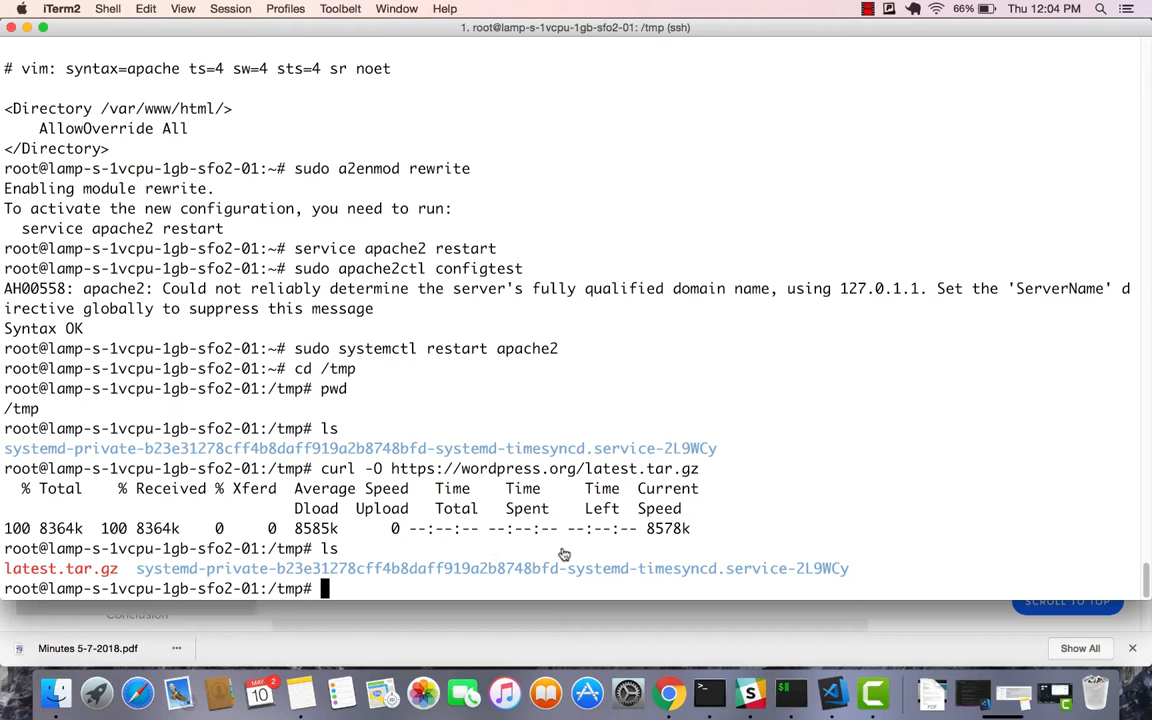 iTerm2 Shell Edit View Session Profiles Toolbelt Window Help 66% Thu 12:04 PM
1. root@lamp-s-1vcpu-1gb-sfo2-01: /tmp (ssh)
# vim: syntax=apache ts=4 sw=4 sts=4 sr noet
<Directory /var/www/html/>
    AllowOverride All
</Directory>
root@lamp-s-1vcpu-1gb-sfo2-01:~# sudo a2enmod rewrite
Enabling module rewrite.
To activate the new configuration, you need to run:
  service apache2 restart
root@lamp-s-1vcpu-1gb-sfo2-01:~# service apache2 restart
root@lamp-s-1vcpu-1gb-sfo2-01:~# sudo apache2ctl configtest
AH00558: apache2: Could not reliably determine the server's fully qualified domain name, using 127.0.1.1. Set the 'ServerName' d
irective globally to suppress this message
Syntax OK
root@lamp-s-1vcpu-1gb-sfo2-01:~# sudo systemctl restart apache2
root@lamp-s-1vcpu-1gb-sfo2-01:~# cd /tmp
root@lamp-s-1vcpu-1gb-sfo2-01:/tmp# pwd
/tmp
root@lamp-s-1vcpu-1gb-sfo2-01:/tmp# ls
systemd-private-b23e31278cff4b8daff919a2b8748bfd-systemd-timesyncd.service-2L9WCy
root@lamp-s-1vcpu-1gb-sfo2-01:/tmp# curl -O https://wordpress.org/latest.tar.gz
  % Total    % Received % Xferd  Average Speed   Time    Time     Time  Current
                                 Dload  Upload   Total   Spent    Left  Speed
100 8364k  100 8364k    0     0  8585k      0 --:--:-- --:--:-- --:--:-- 8578k
root@lamp-s-1vcpu-1gb-sfo2-01:/tmp# ls
latest.tar.gz  systemd-private-b23e31278cff4b8daff919a2b8748bfd-systemd-timesyncd.service-2L9WCy
root@lamp-s-1vcpu-1gb-sfo2-01:/tmp#
SCROLL TO TOP
Conclusion
Minutes 5-7-2018.pdf
Show All
MAY
10
2